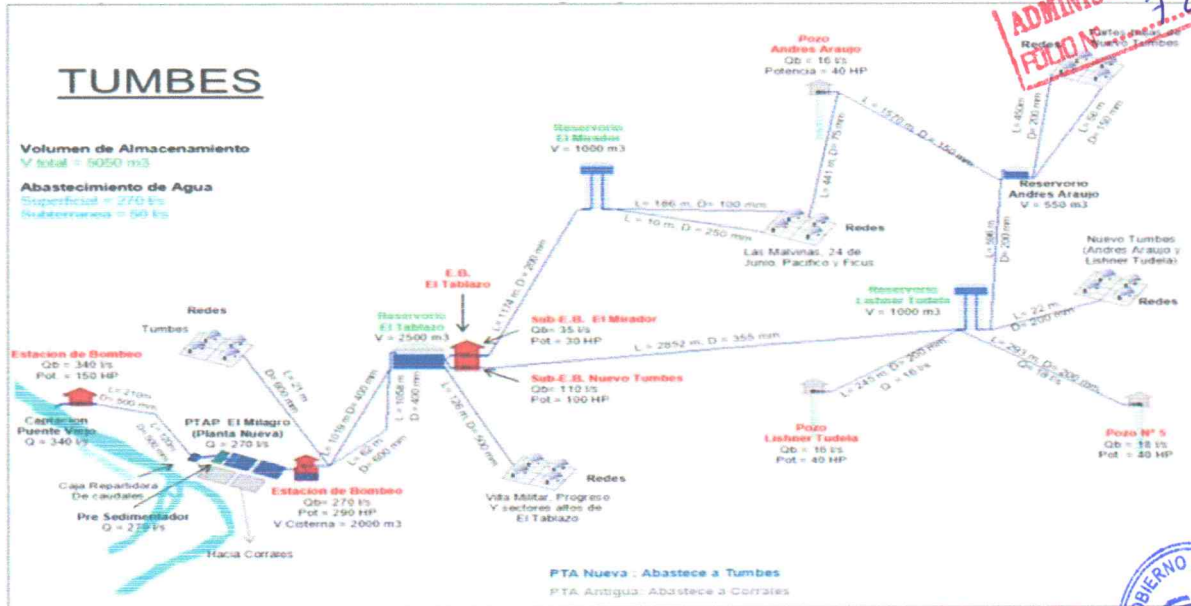 TUMBES
Volumen de Almacenamiento
V total = 5050 m3
Abastecimiento de Agua
Superficial = 270 l/s
Subterranea = 50 l/s
ADMINIS
FOLIO N
Pozo
Andres Araujo
Qb = 16 l/s
Potencia = 40 HP
Redes
Nuevo Tumbes
L= 450m
D= 200 mm
L= 56 m
D= 150 mm
L= 1570 m, D= 150 mm
L= 441 m, D= 75 mm
Reservorio
El Mirador
V = 1000 m3
L= 186 m, D= 100 mm
L= 10 m, D= 250 mm
Redes
Las Malvinas, 24 de
Junio, Pacifico y Ficus
Reservorio
Andres Araujo
V = 550 m3
D= 200 mm
Nuevo Tumbes
(Andres Araujo y
Lishner Tudela)
Redes
L= 22 m
D= 200 mm
Reservorio
Lishner Tudela
V = 1000 m3
L= 1174 m, D= 200 mm
E.B.
El Tablazo
Sub-E.B. El Mirador
Qb= 35 l/s
Pot = 30 HP
L = 2852 m, D = 355 mm
Sub-E.B. Nuevo Tumbes
Qb= 110 l/s
Pot = 100 HP
L= 245 m, D= 200 mm
Q = 16 l/s
L= 293 m, D= 200 mm
Q= 18 l/s
Pozo
Lishner Tudela
Qb = 16 l/s
Pot = 40 HP
Pozo Nº 5
Qb = 18 l/s
Pot = 40 HP
Reservorio
El Tablazo
V = 2500 m3
Redes
Tumbes
L= 21 m
D= 600 mm
L= 1019 m, D= 400 mm
L= 62 m
D= 600 mm
L = 1058 m
D= 400 mm
L= 126 m, D= 500 mm
Redes
Villa Militar, Progreso
Y sectores altos de
El Tablazo
Estacion de Bombeo
Qb = 340 l/s
Pot. = 150 HP
L= 210m
D= 500 mm
L= 120m
D= 500 mm
Captacion
Puente Viejo
Q = 340 l/s
PTAP El Milagro
(Planta Nueva)
Q = 270 l/s
Caja Repartidora
De caudales
Pre Sedimentador
Q = 270 l/s
Estacion de Bombeo
Qb= 270 l/s
Pot = 290 HP
V Cisterna = 2000 m3
Hacia Corrales
PTA Nueva : Abastece a Tumbes
PTA Antigua: Abastece a Corrales
GOBIERNO